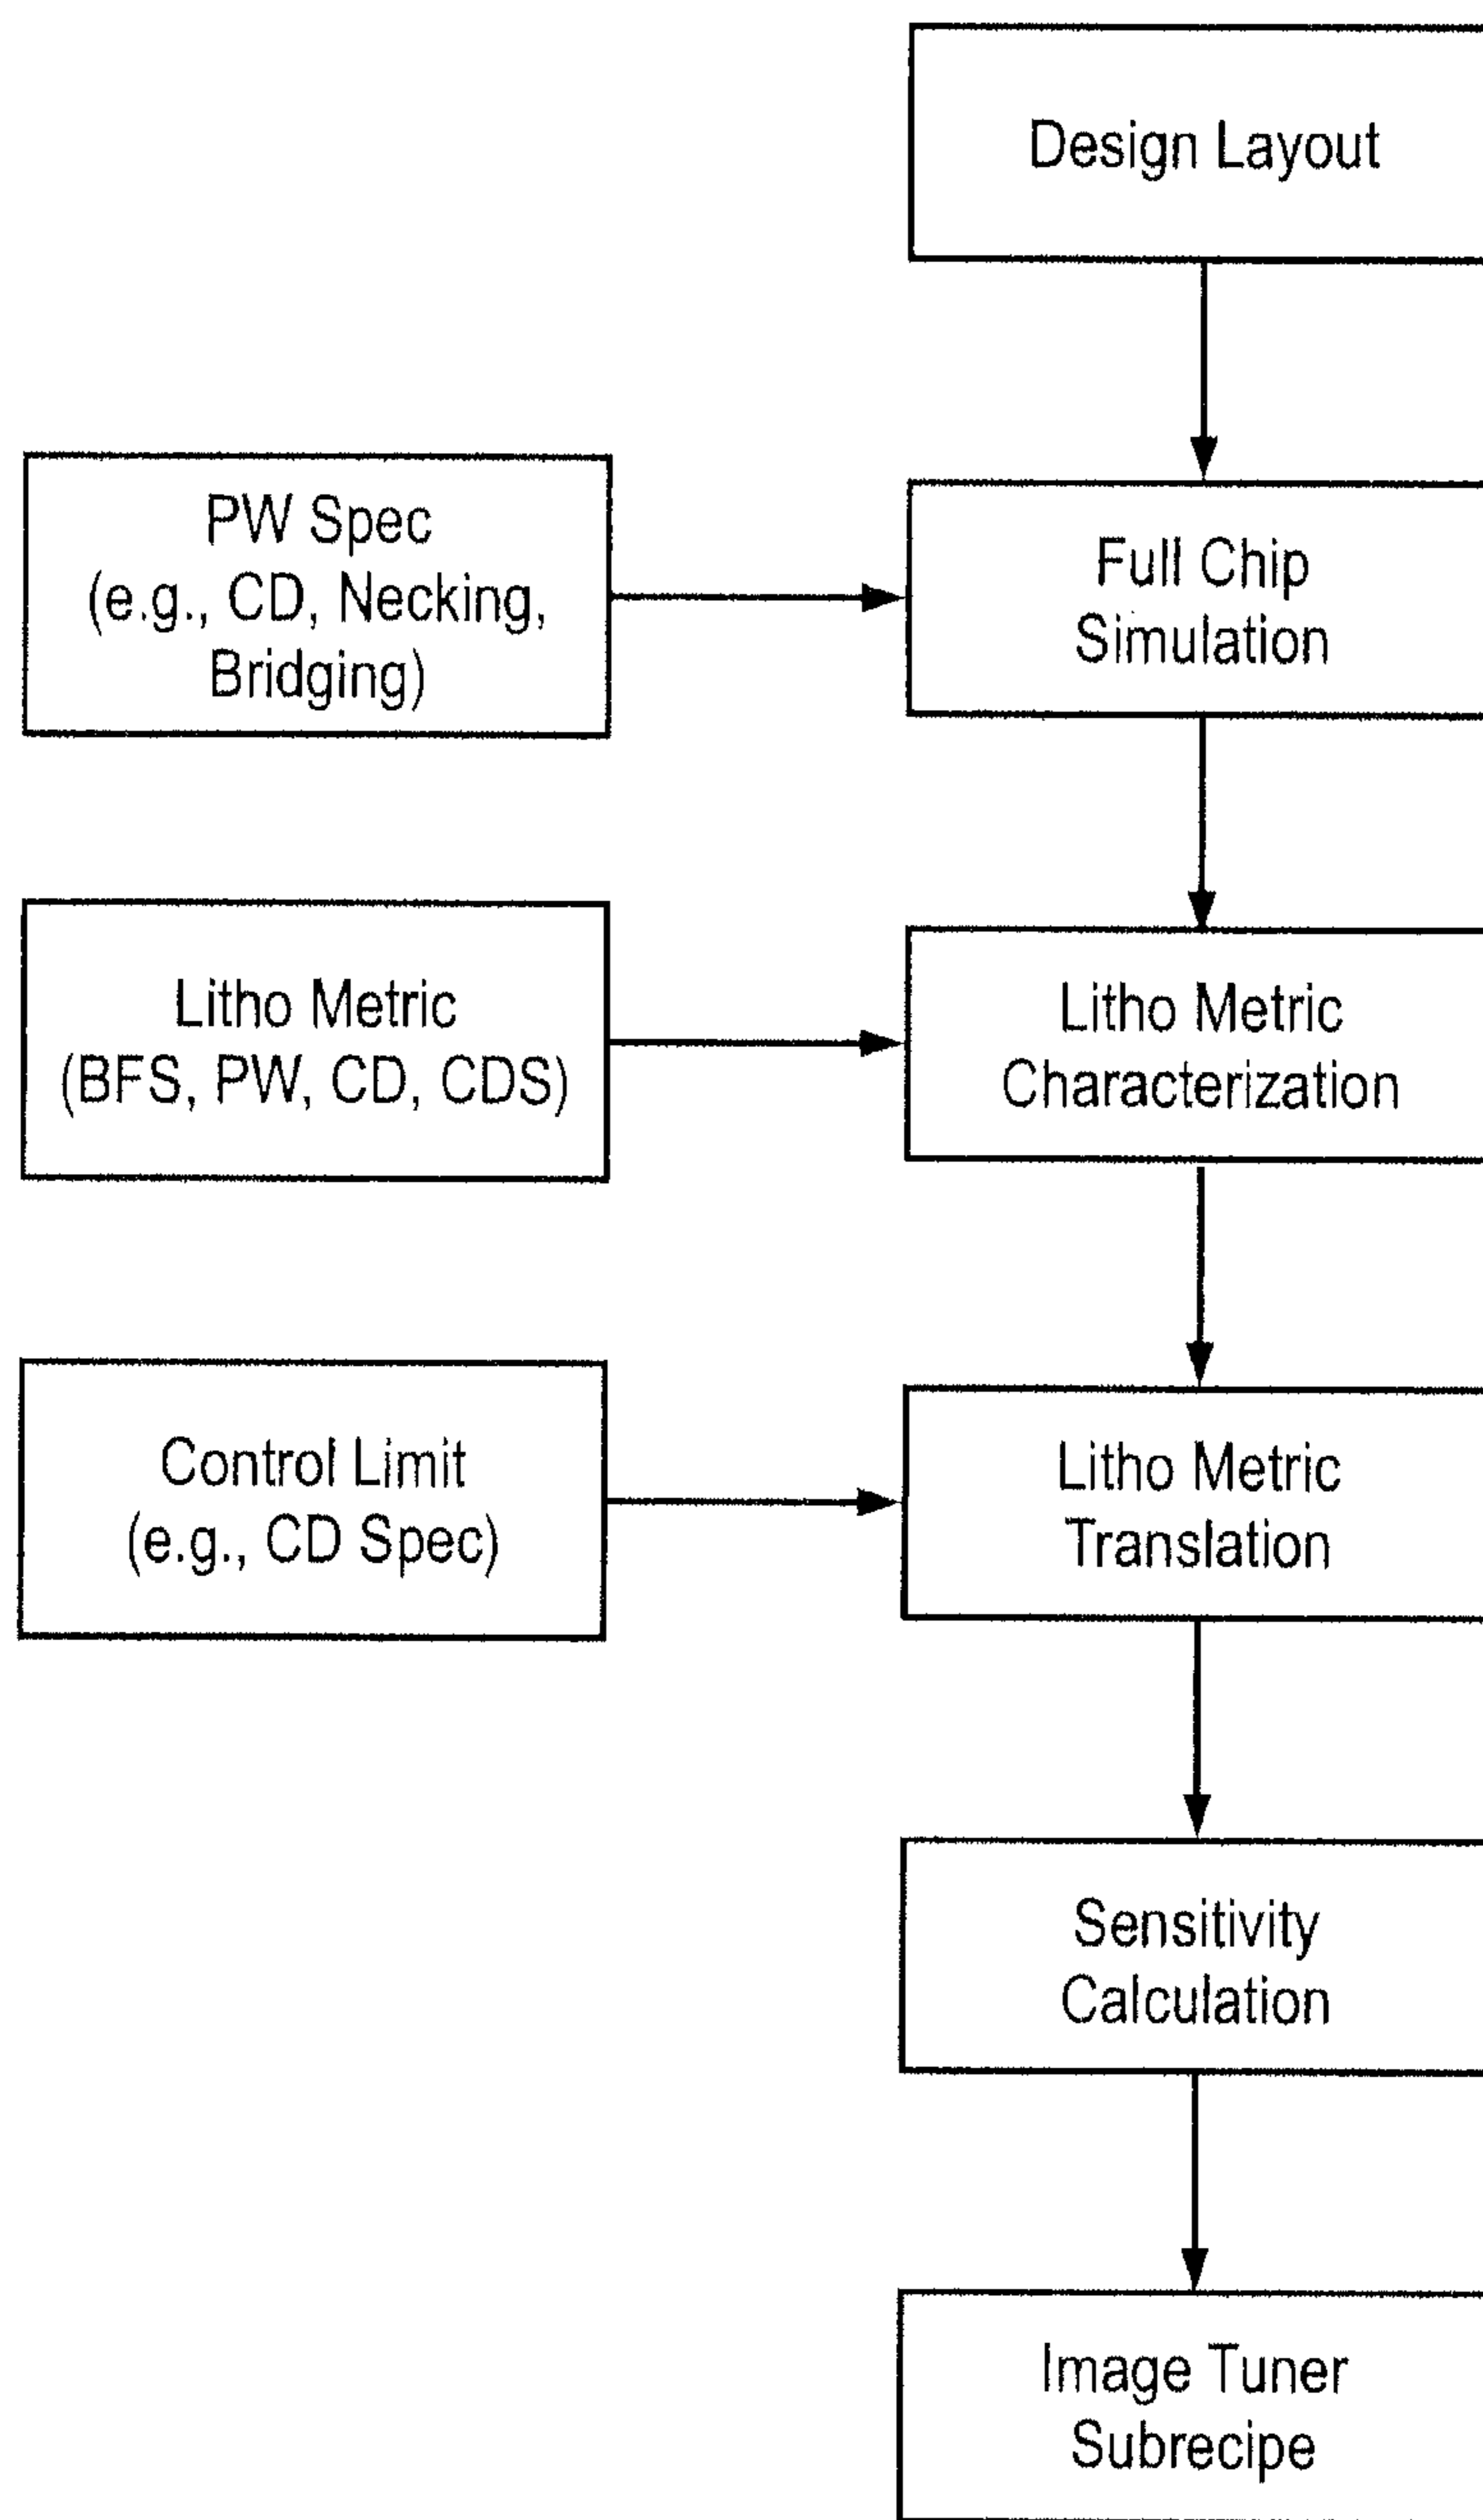 Design Layout
PW Spec
(e.g., CD, Necking,
Bridging)
Full Chip
Simulation
Litho Metric
(BFS, PW, CD, CDS)
Litho Metric
Characterization
Control Limit
(e.g., CD Spec)
Litho Metric
Translation
Sensitivity
Calculation
Image Tuner
Subrecipe